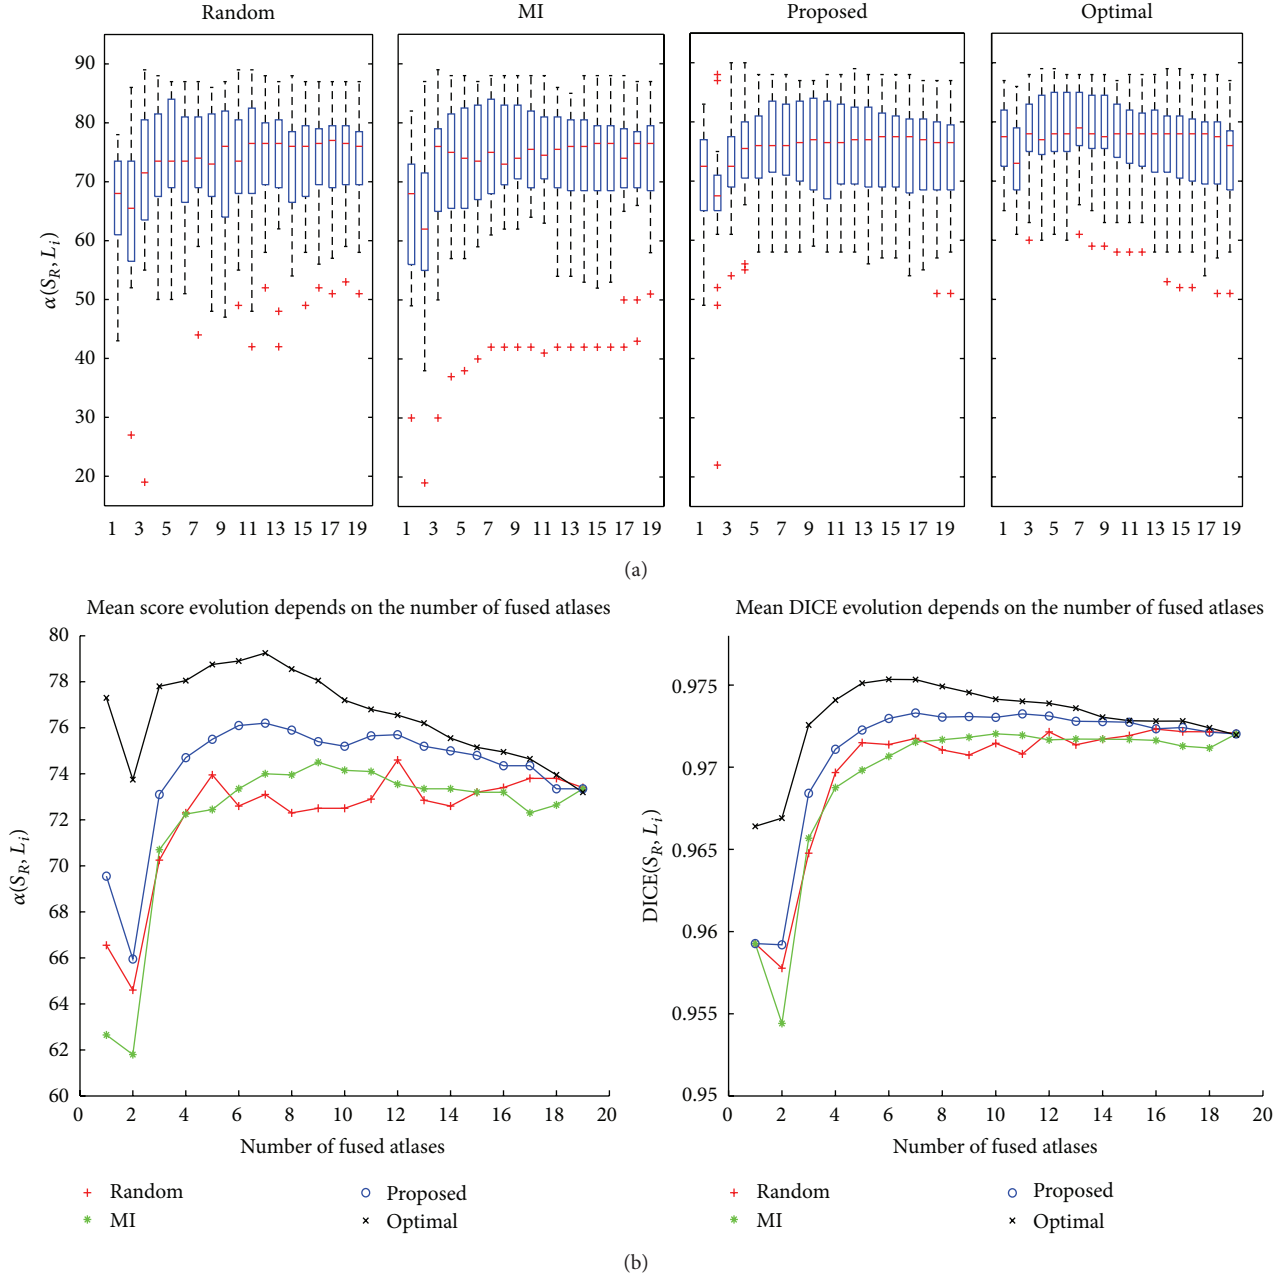 Random MI Proposed Optimal
90
80
70
60
50
40
30
20
α(S_R, L_i)
1 3 5 7 9 11 13 15 17 19 1 3 5 7 9 11 13 15 17 19 1 3 5 7 9 11 13 15 17 19 1 3 5 7 9 11 13 15 17 19
(a)
Mean score evolution depends on the number of fused atlases
80
78
76
74
72
70
68
66
64
62
60
α(S_R, L_i)
0 2 4 6 8 10 12 14 16 18 20
Number of fused atlases
Random
MI
Proposed
Optimal
Mean DICE evolution depends on the number of fused atlases
0.975
0.97
0.965
0.96
0.955
0.95
DICE(S_R, L_i)
0 2 4 6 8 10 12 14 16 18 20
Number of fused atlases
Random
MI
Proposed
Optimal
(b)